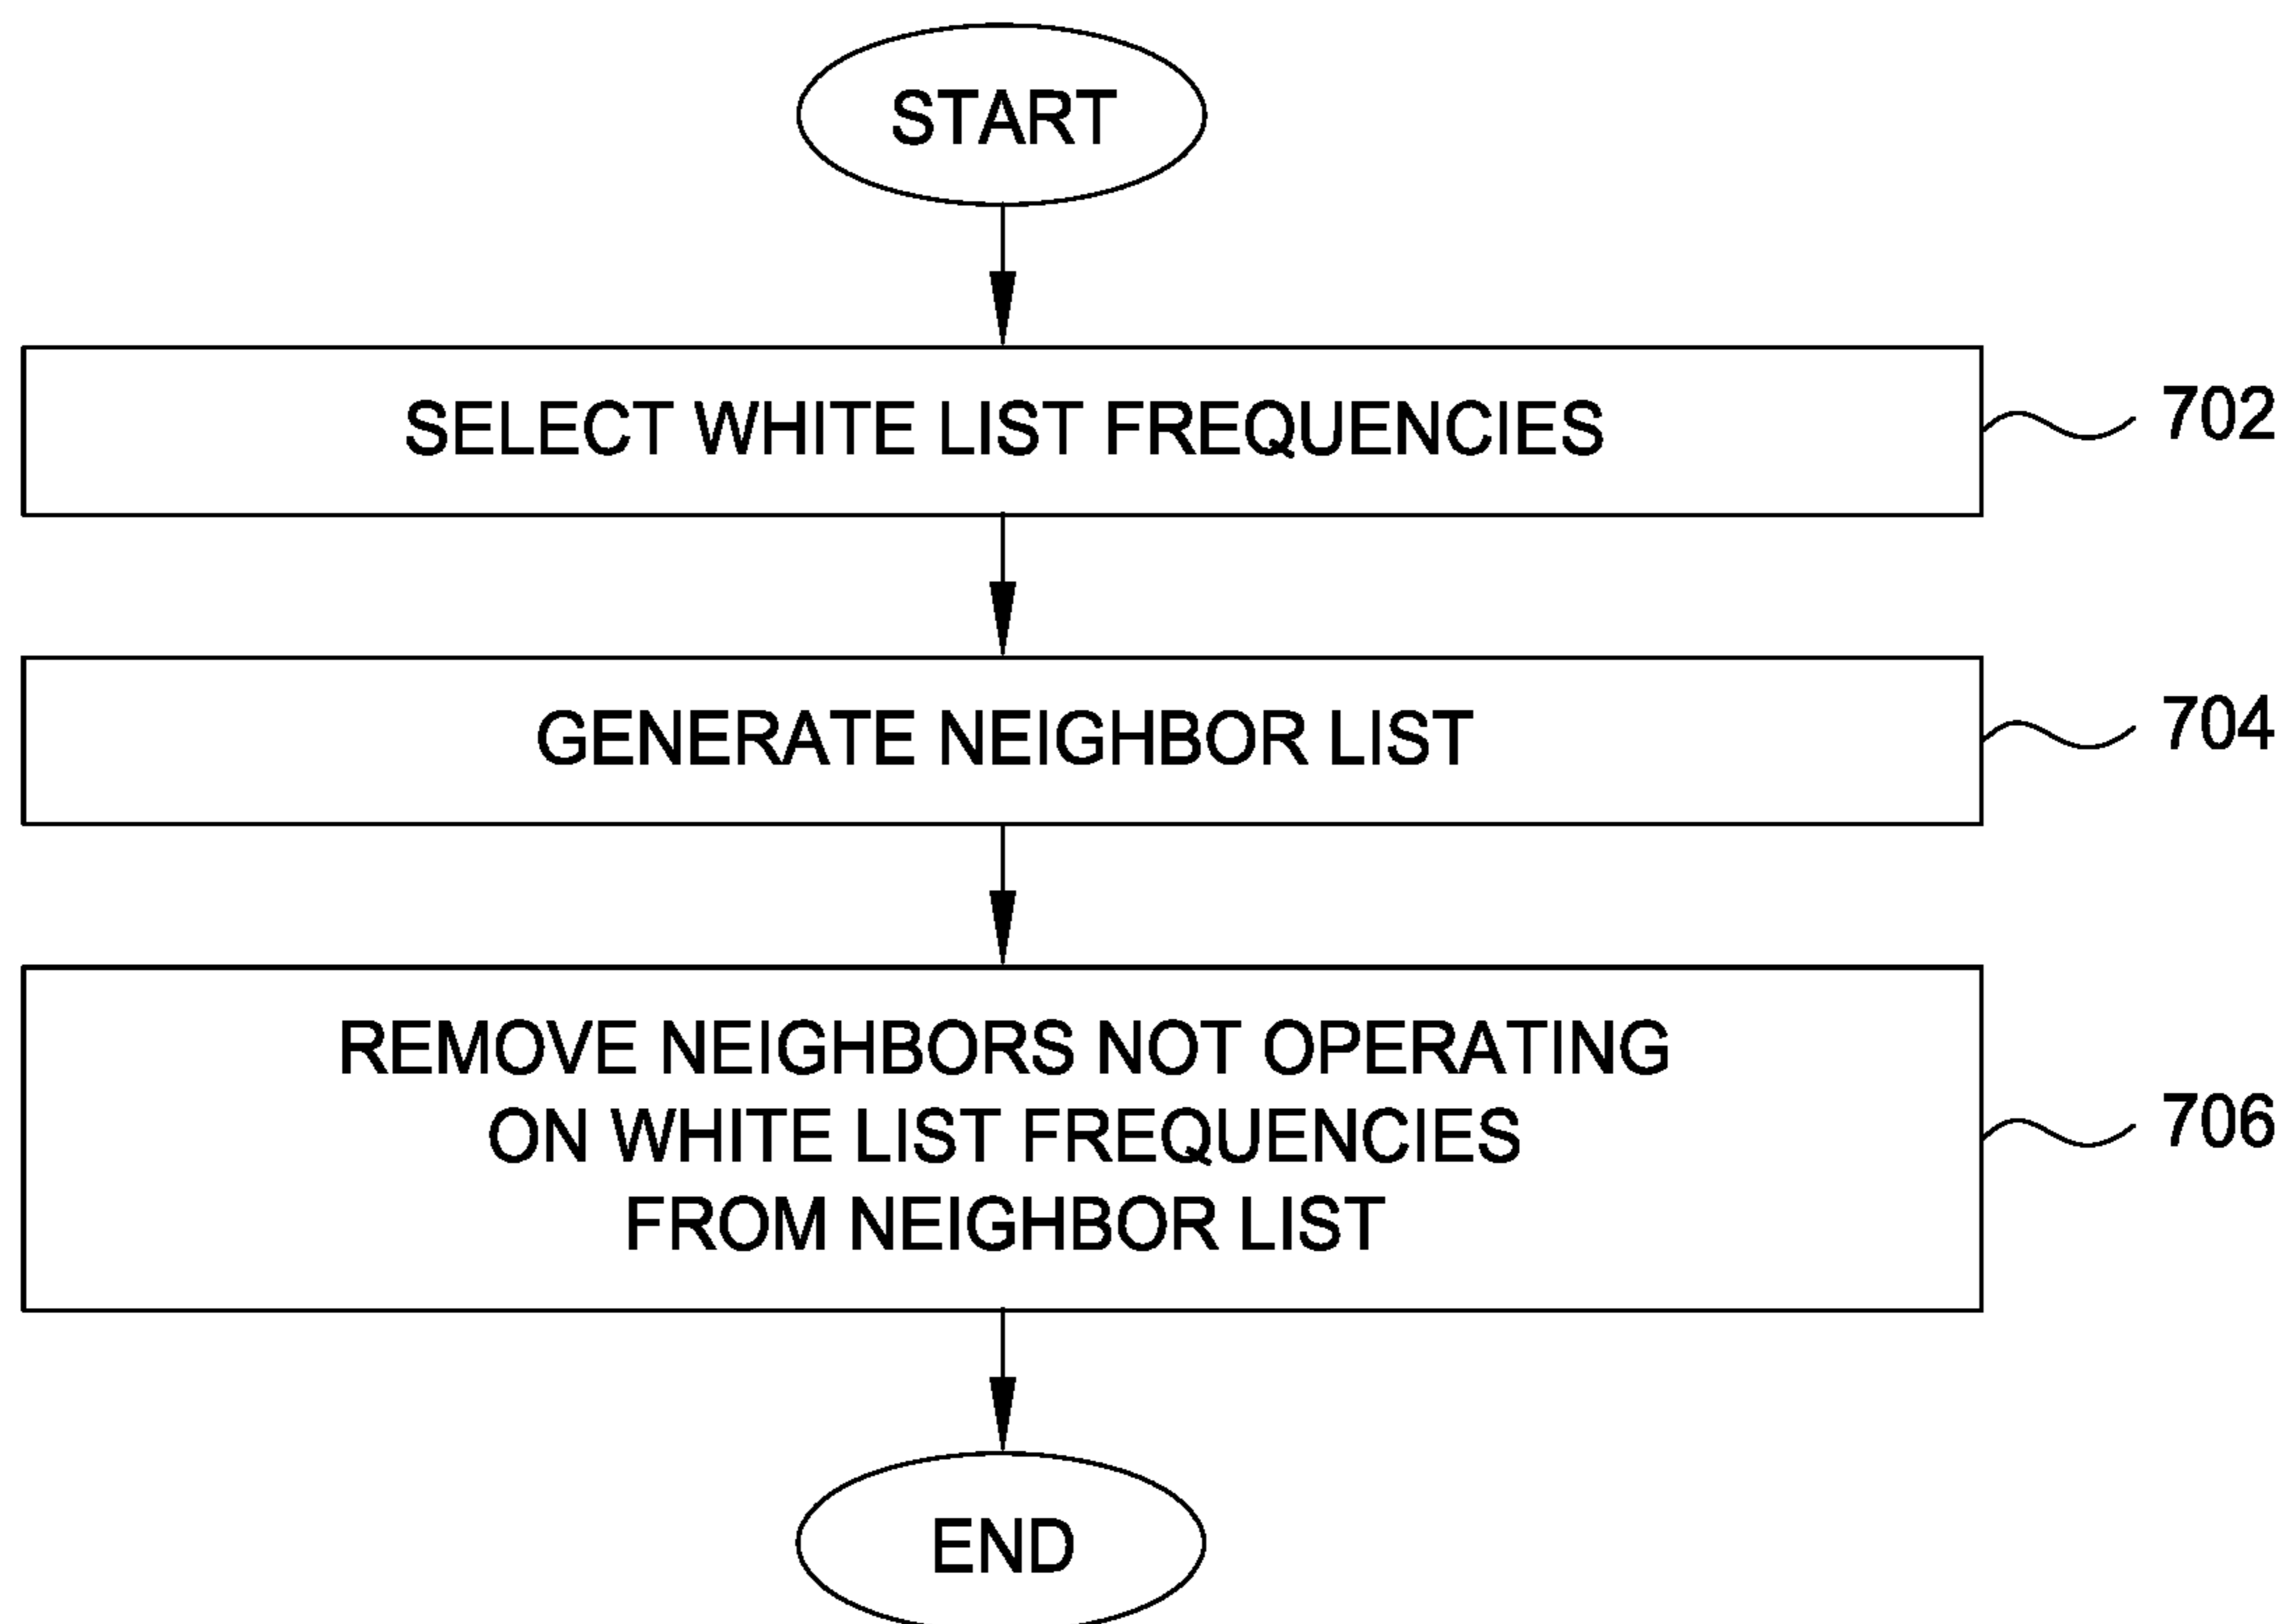 START
SELECT WHITE LIST FREQUENCIES
702
GENERATE NEIGHBOR LIST
704
REMOVE NEIGHBORS NOT OPERATING
ON WHITE LIST FREQUENCIES
FROM NEIGHBOR LIST
706
END